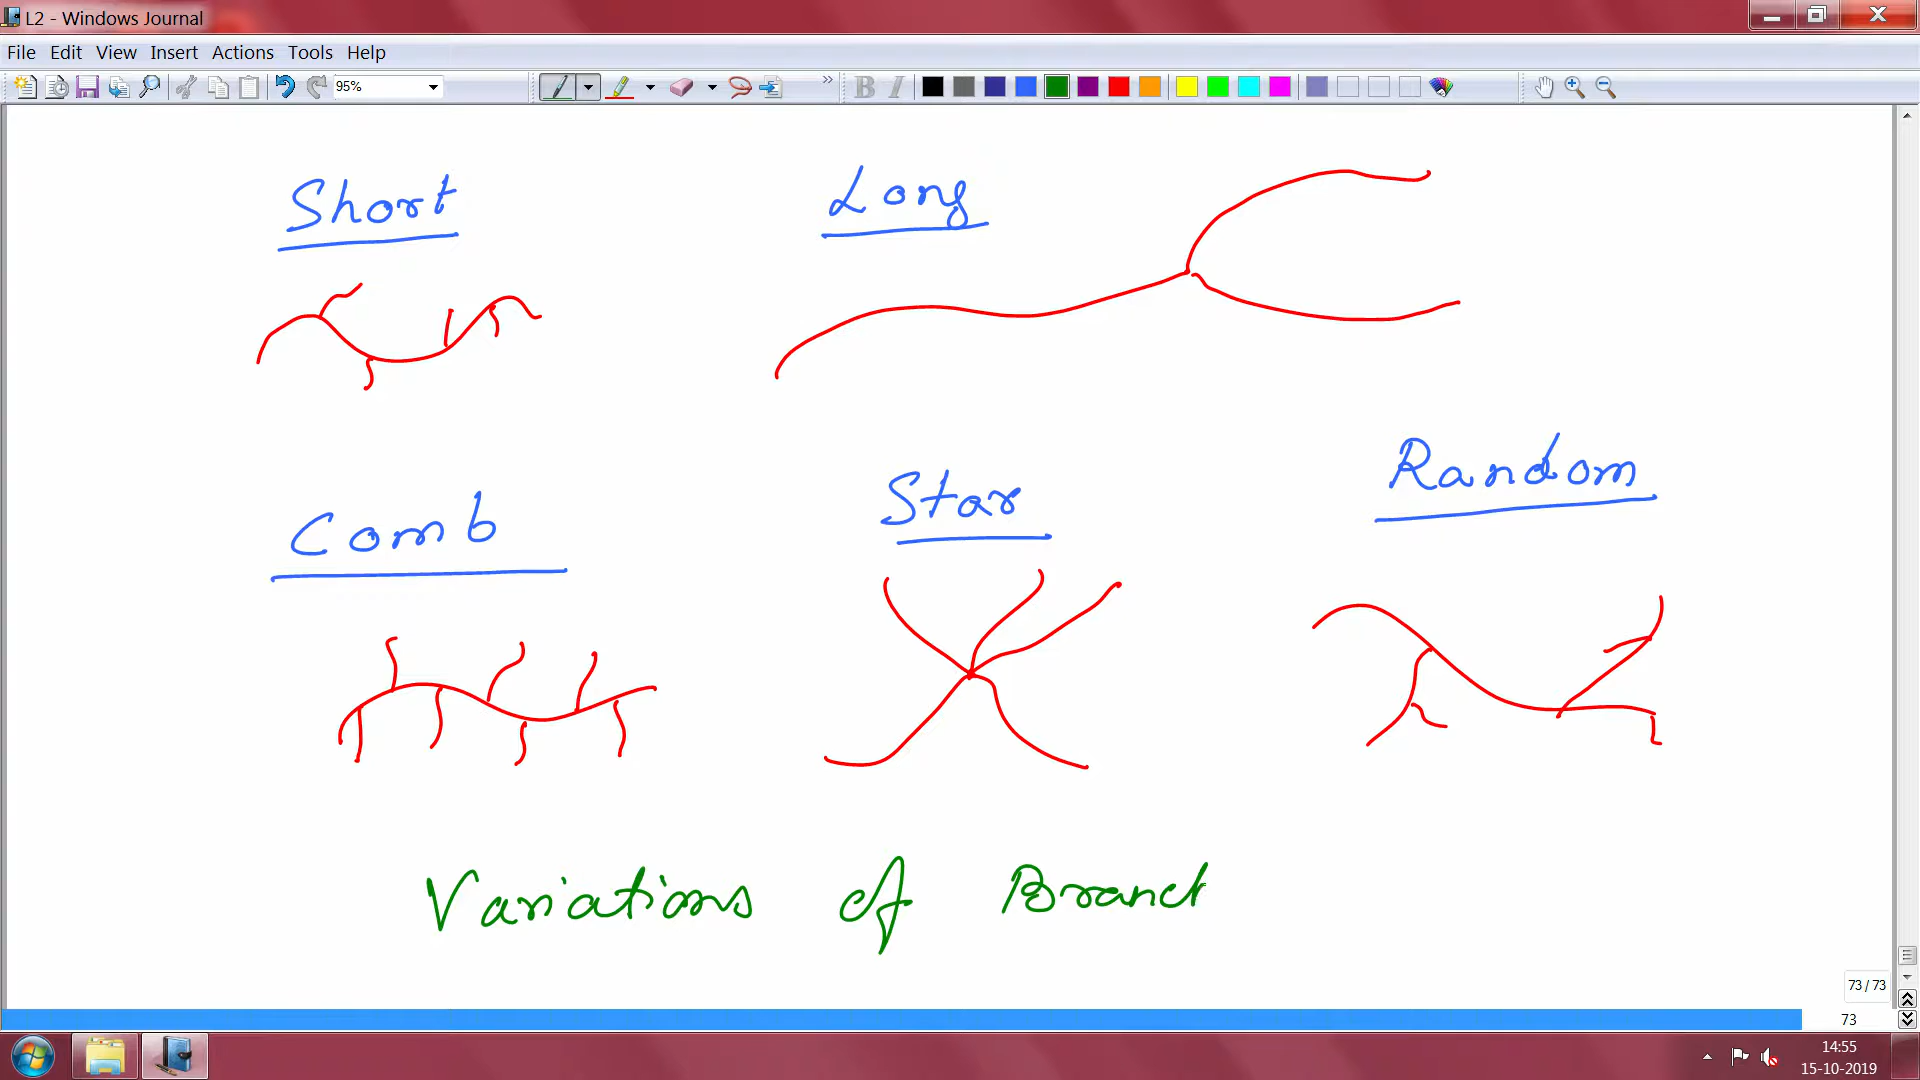 L2 - Windows Journal
File Edit View Insert Actions Tools Help
95%
Short
Long
Comb
Star
Random
Variations of Branch
73 / 73
73
14:55
15-10-2019